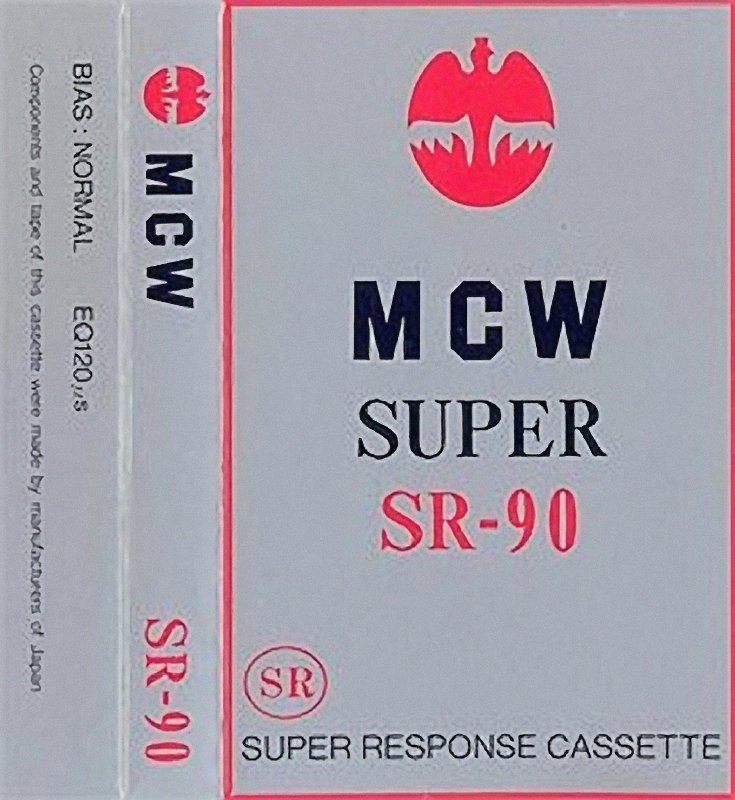 BIAS : NORMAL EQ120µs
Components and tape of this cassette were made by manufacturers of Japan
MCW
SR-90
MCW
SUPER
SR-90
SR
SUPER RESPONSE CASSETTE